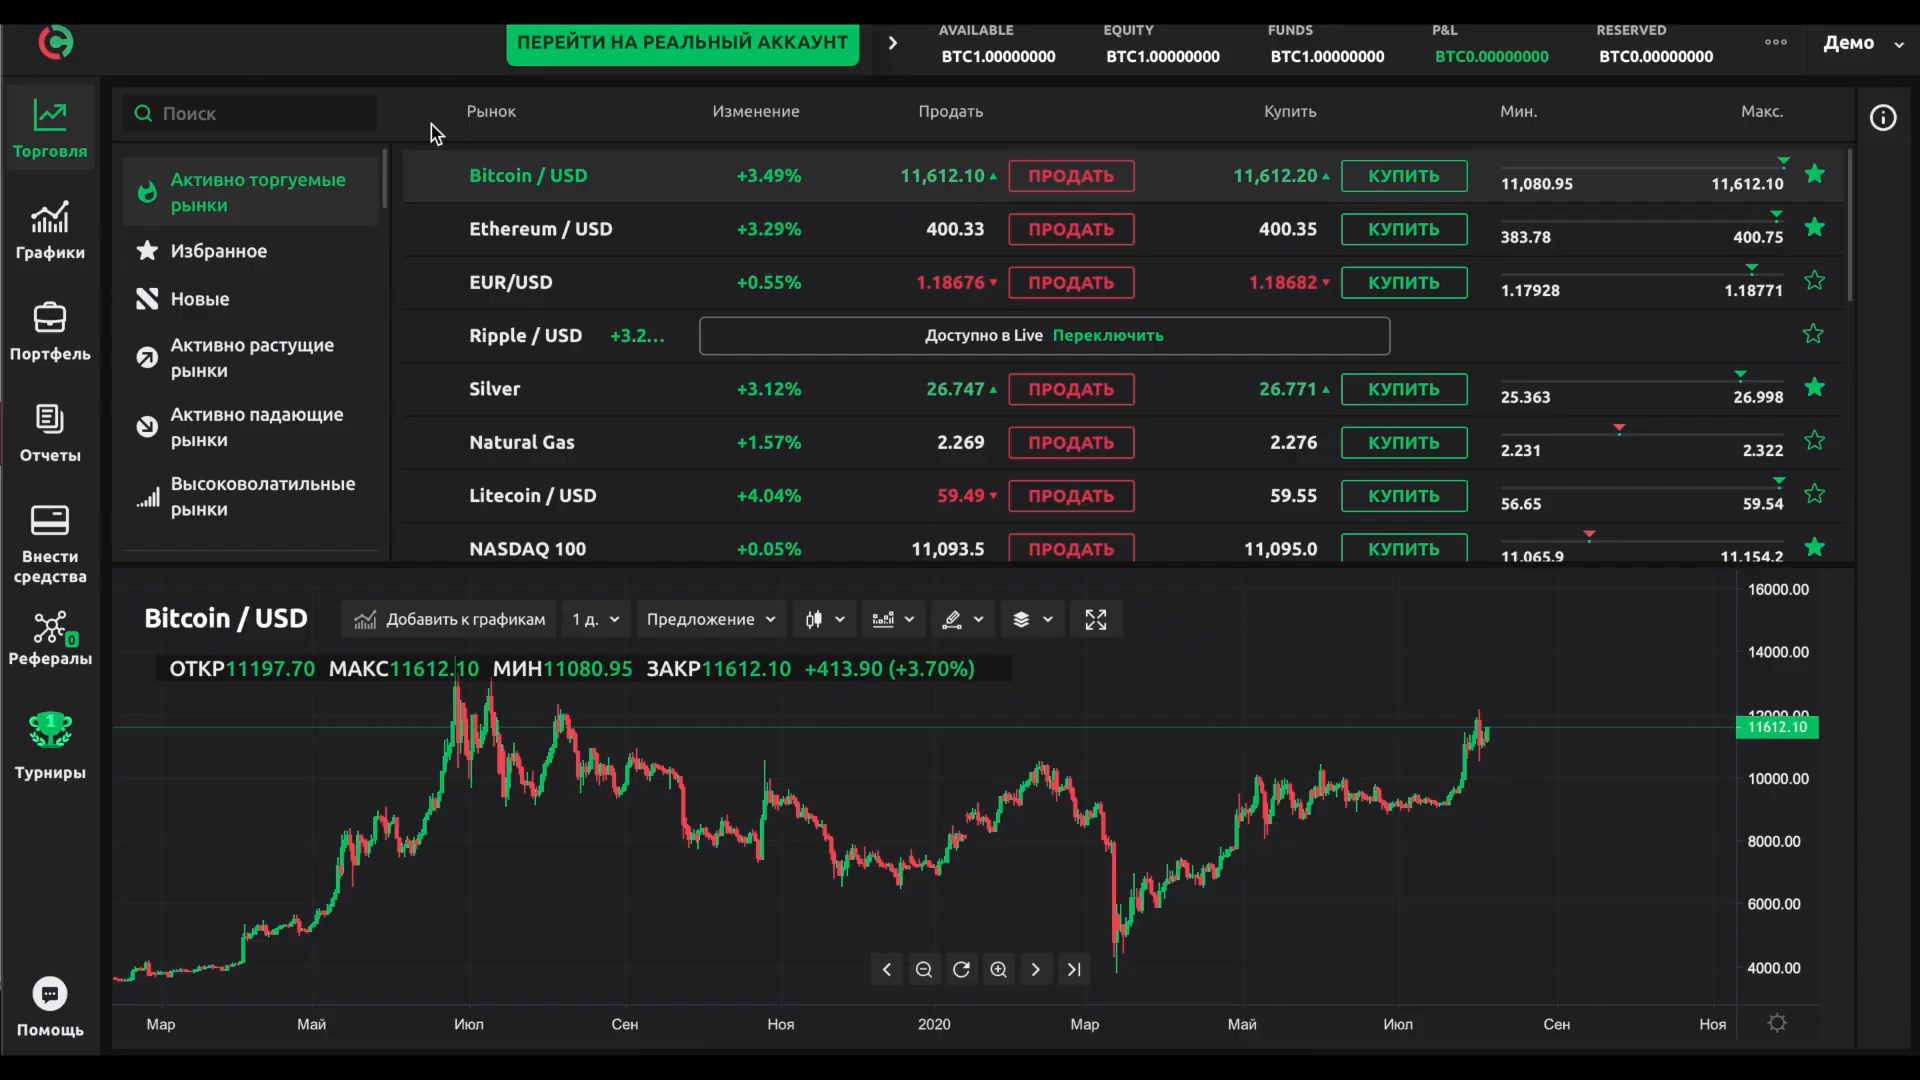 ПЕРЕЙТИ НА РЕАЛЬНЫЙ АККАУНТ
AVAILABLE EQUITY FUNDS P&L RESERVED
BTC1.00000000 BTC1.00000000 BTC1.00000000 BTC0.00000000 BTC0.00000000
Демо
Торговля
Графики
Портфель
Отчеты
Внести
средства
0
Рефералы
1
Турниры
Помощь
Поиск
Активно торгуемые
рынки
Избранное
Новые
Активно растущие
рынки
Активно падающие
рынки
Высоковолатильные
рынки
Рынок Изменение Продать Купить Мин. Макс.
Bitcoin / USD +3.49% 11,612.10 ПРОДАТЬ 11,612.20 КУПИТЬ 11,080.95 11,612.10
Ethereum / USD +3.29% 400.33 ПРОДАТЬ 400.35 КУПИТЬ 383.78 400.75
EUR/USD +0.55% 1.18676 ПРОДАТЬ 1.18682 КУПИТЬ 1.17928 1.18771
Ripple / USD +3.2... Доступно в Live Переключить
Silver +3.12% 26.747 ПРОДАТЬ 26.771 КУПИТЬ 25.363 26.998
Natural Gas +1.57% 2.269 ПРОДАТЬ 2.276 КУПИТЬ 2.231 2.322
Litecoin / USD +4.04% 59.49 ПРОДАТЬ 59.55 КУПИТЬ 56.65 59.54
NASDAQ 100 +0.05% 11,093.5 ПРОДАТЬ 11,095.0 КУПИТЬ 11,065.9 11,154.2
Bitcoin / USD Добавить к графикам 1 д. Предложение
ОТКР11197.70 МАКС11612.10 МИН11080.95 ЗАКР11612.10 +413.90 (+3.70%)
16000.00
14000.00
12000.00
11612.10
10000.00
8000.00
6000.00
4000.00
Мар Май Июл Сен Ноя 2020 Мар Май Июл Сен Ноя